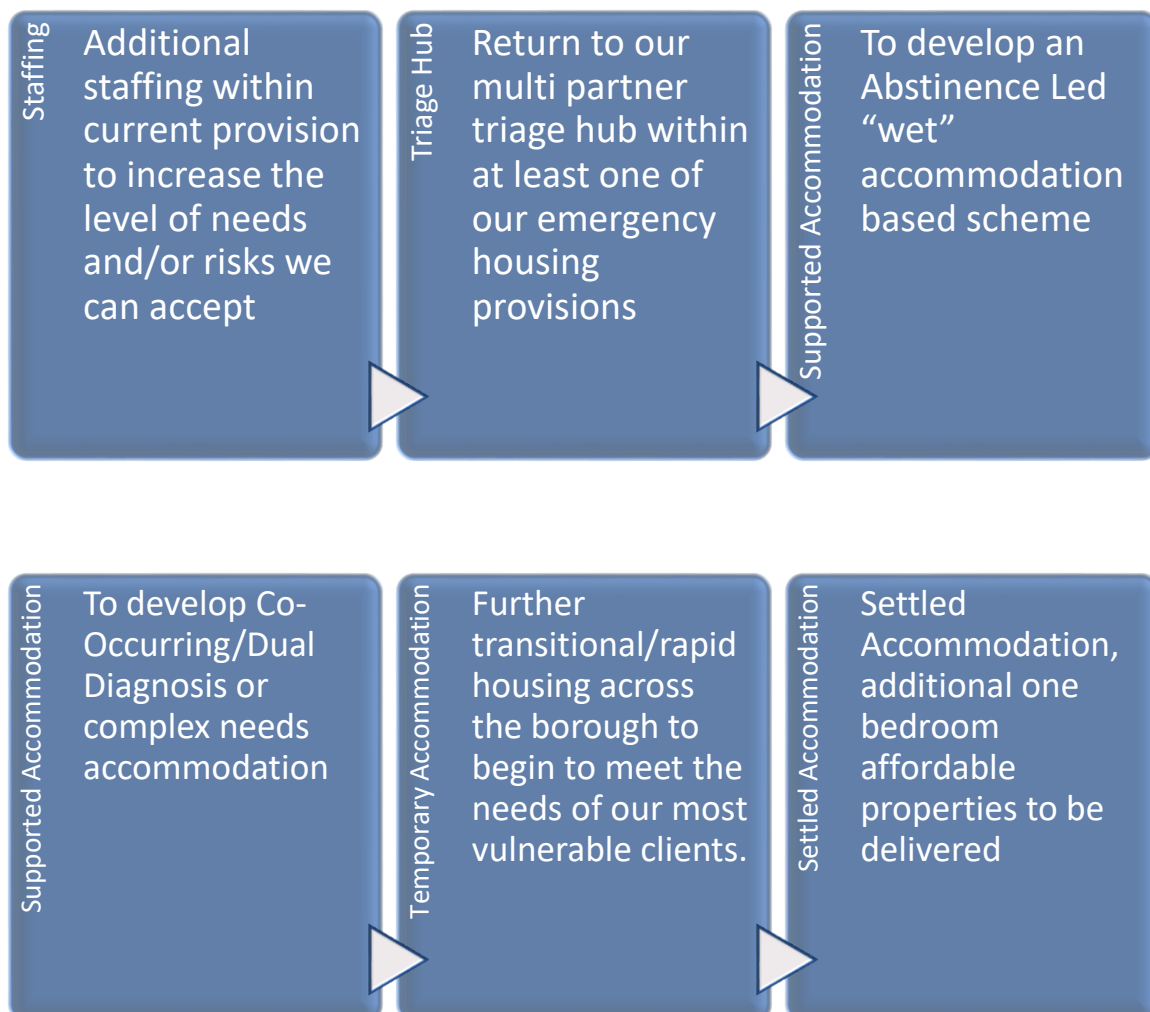 Staffing
Additional
staffing within
current provision
to increase the
level of needs
and/or risks we
can accept
Triage Hub
Return to our
multi partner
triage hub within
at least one of
our emergency
housing
provisions
Supported Accommodation
To develop an
Abstinence Led
“wet”
accommodation
based scheme
Supported Accommodation
To develop Co-
Occurring/Dual
Diagnosis or
complex needs
accommodation
Temporary Accommodation
Further
transitional/rapid
housing across
the borough to
begin to meet the
needs of our most
vulnerable clients.
Settled Accommodation
Settled
Accommodation,
additional one
bedroom
affordable
properties to be
delivered